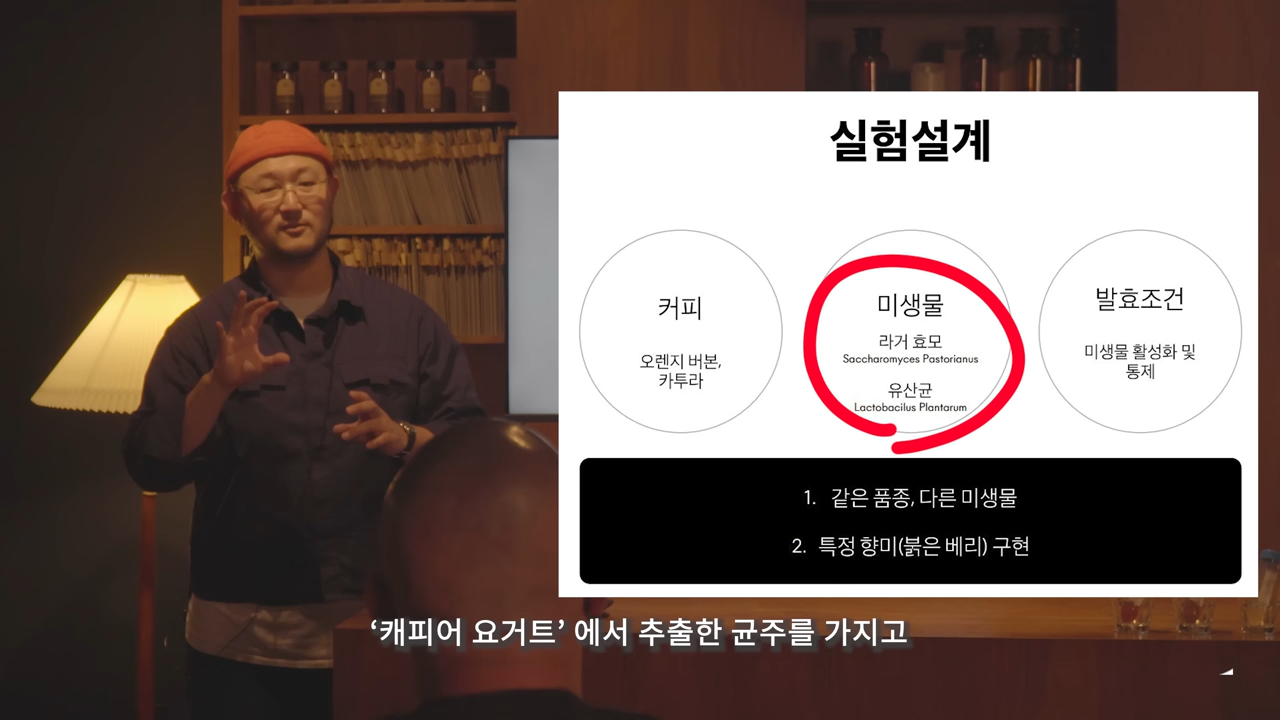 실험설계
커피
오렌지 버본,
카투라
미생물
라거 효모
Saccharomyces Pastorianus
유산균
Lactobacilus Plantarum
발효조건
미생물 활성화 및
통제
1. 같은 품종, 다른 미생물
2. 특정 향미(붉은 베리) 구현
‘캐피어 요거트’ 에서 추출한 균주를 가지고